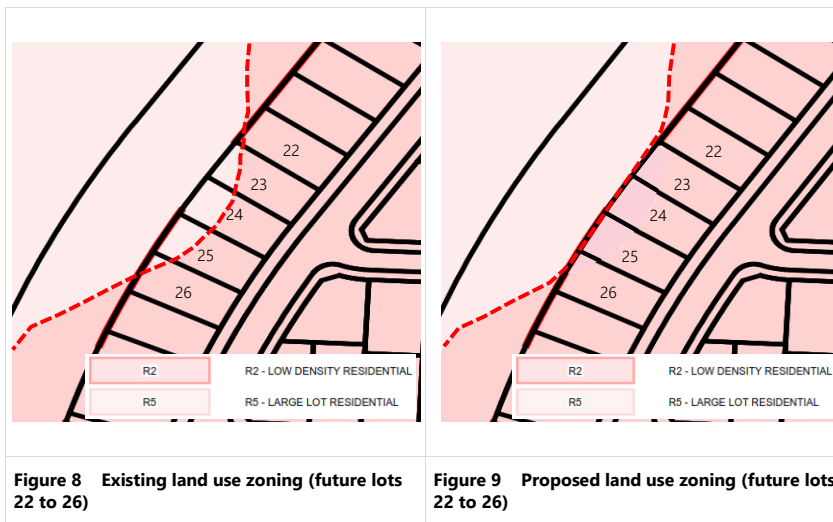 22
23
24
25
26
R2 R2 - LOW DENSITY RESIDENTIAL
R5 R5 - LARGE LOT RESIDENTIAL
Figure 8 Existing land use zoning (future lots
22 to 26)
22
23
24
25
26
R2 R2 - LOW DENSITY RESIDENTIAL
R5 R5 - LARGE LOT RESIDENTIAL
Figure 9 Proposed land use zoning (future lots
22 to 26)